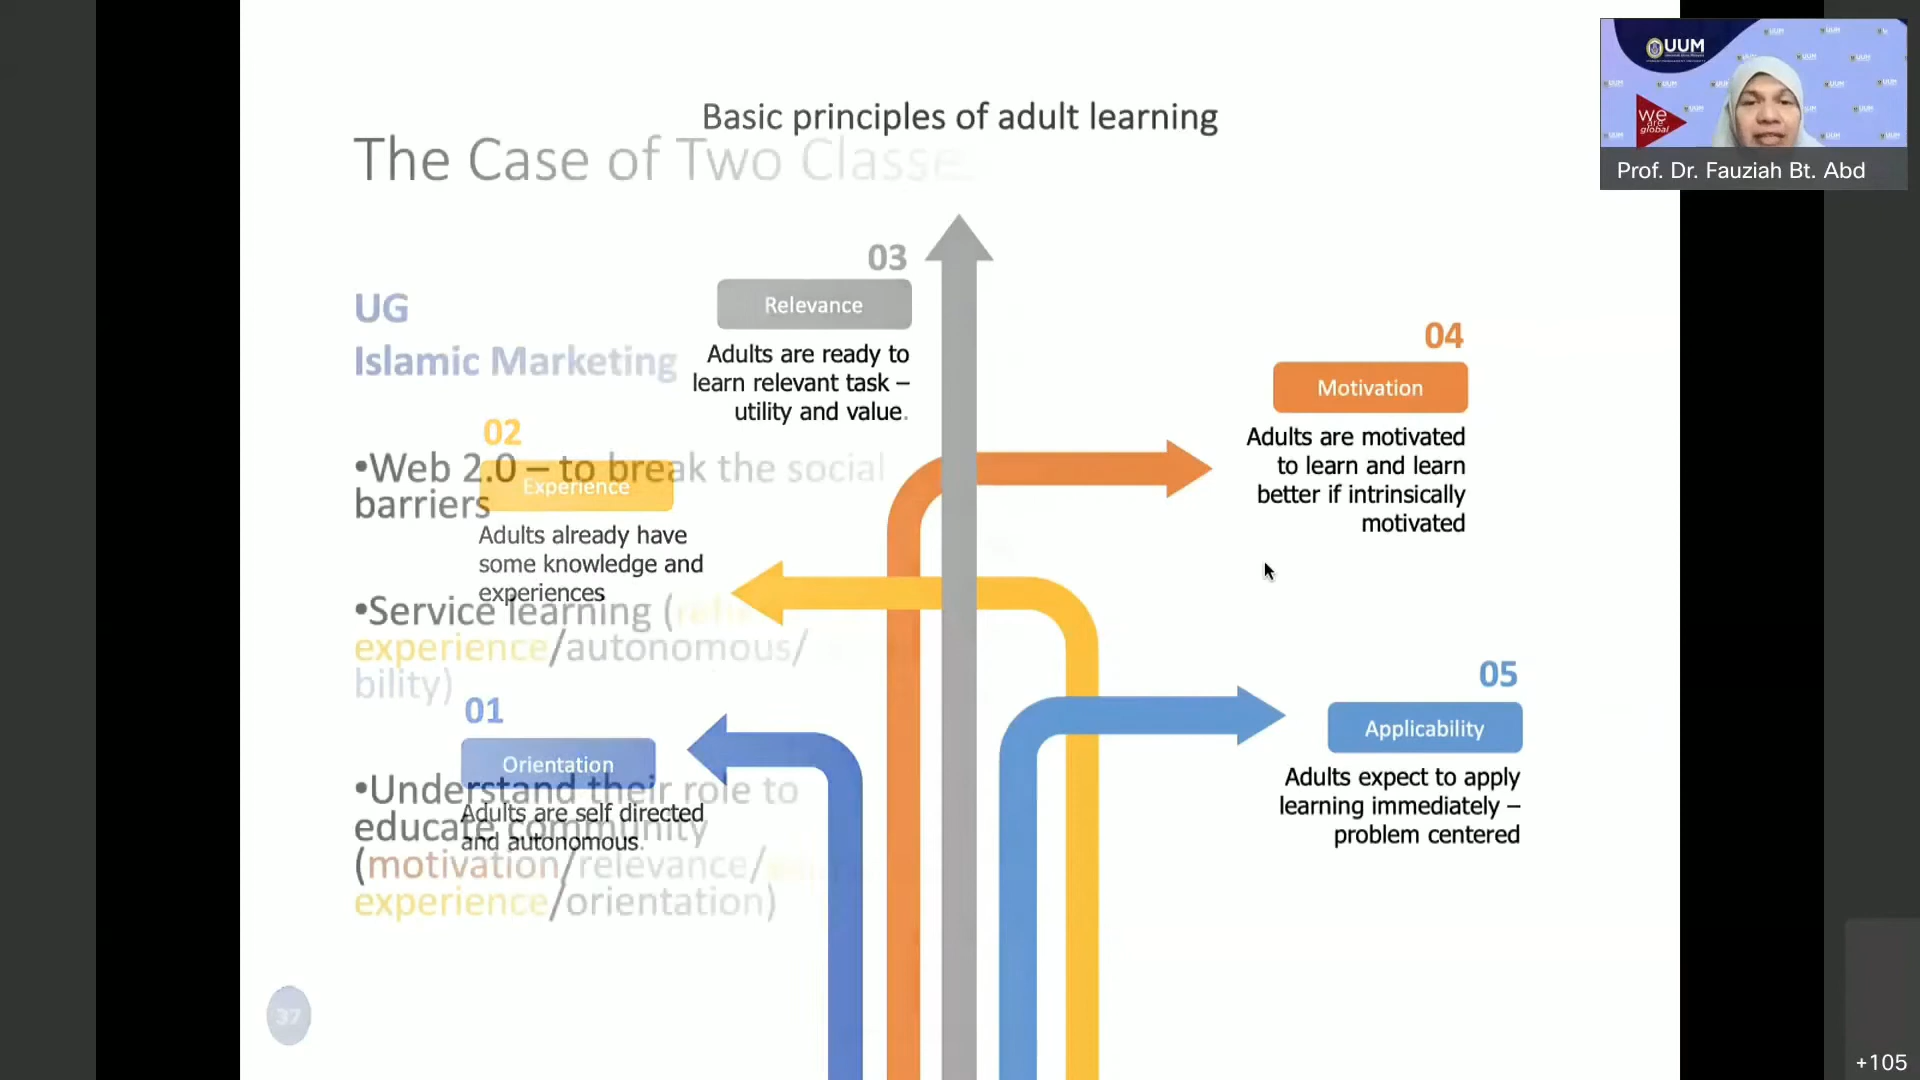 Basic principles of adult learning
The Case of Two Classe
03
Relevance
Adults are ready to
learn relevant task –
utility and value.
UG
Islamic Marketing
04
Motivation
Adults are motivated
to learn and learn
better if intrinsically
motivated
02
Experience
Adults already have
some knowledge and
experiences
•Web 2.0 – to break the social
barriers
•Service learning (
experience/autonomous/
bility)
01
Orientation
Adults are self directed
and autonomous.
•Understand their role to
educate community
(motivation/relevance/
experience/orientation)
05
Applicability
Adults expect to apply
learning immediately –
problem centered
37
UUM
we
are
global
Prof. Dr. Fauziah Bt. Abd
+105